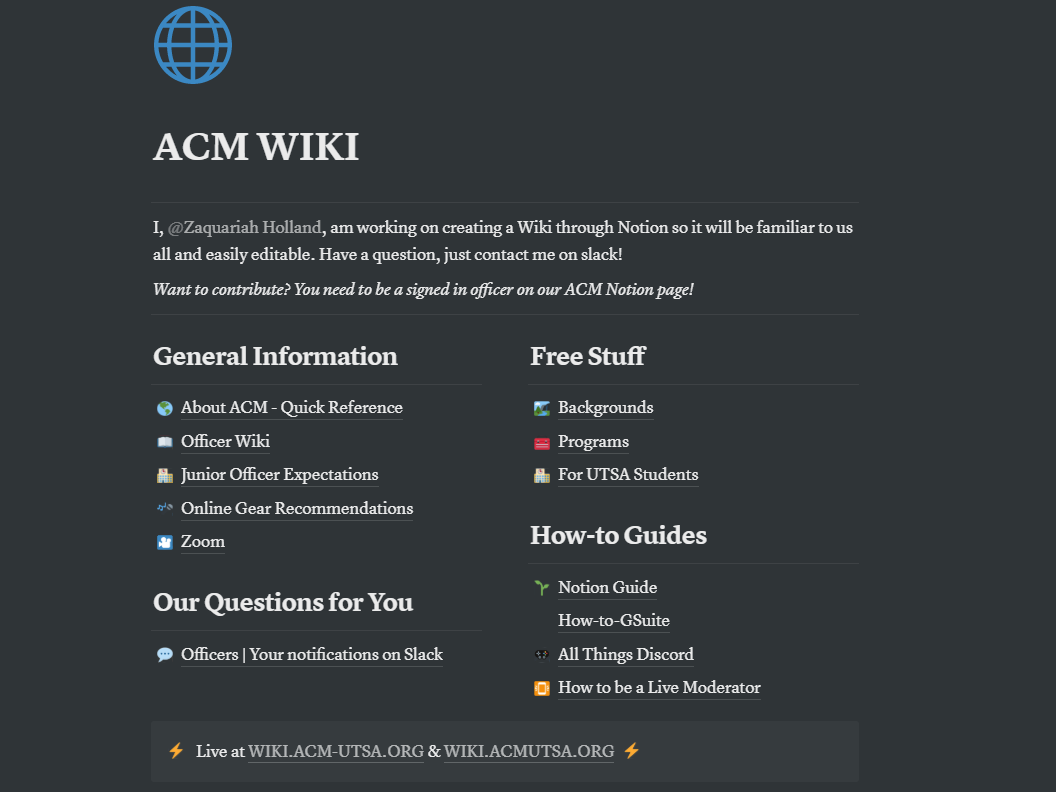 ACM WIKI
I, @Zaquariah Holland, am working on creating a Wiki through Notion so it will be familiar to us
all and easily editable. Have a question, just contact me on slack!
Want to contribute? You need to be a signed in officer on our ACM Notion page!
General Information
About ACM - Quick Reference
Officer Wiki
Junior Officer Expectations
Online Gear Recommendations
Zoom
Our Questions for You
Officers | Your notifications on Slack
Free Stuff
Backgrounds
Programs
For UTSA Students
How-to Guides
Notion Guide
How-to-GSuite
All Things Discord
How to be a Live Moderator
Live at WIKI.ACM-UTSA.ORG & WIKI.ACMUTSA.ORG